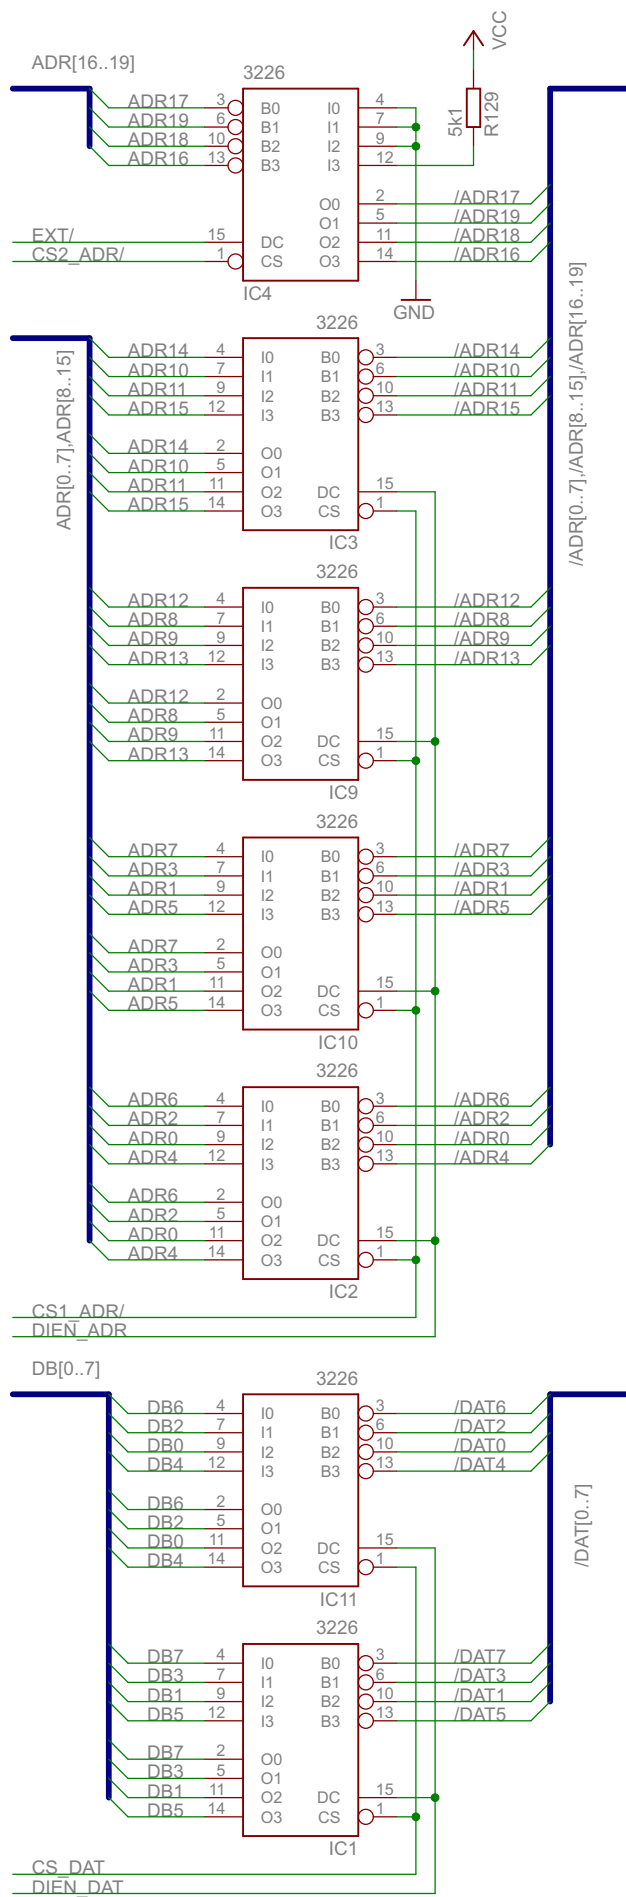 VCC
ADR[16..19]
3226
5k1
R129
ADR17 3 B0 I0 4
ADR19 6 B1 I1 7
ADR18 10 B2 I2 9
ADR16 13 B3 I3 12
O0 2 /ADR17
O1 5 /ADR19
EXT/ 15 DC O2 11 /ADR18
CS2_ADR/ 1 CS O3 14 /ADR16
IC4
GND
/ADR[0..7],/ADR[8..15],/ADR[16..19]
3226
ADR[0..7],ADR[8..15]
ADR14 4 I0 B0 3 /ADR14
ADR10 7 I1 B1 6 /ADR10
ADR11 9 I2 B2 10 /ADR11
ADR15 12 I3 B3 13 /ADR15
ADR14 2 O0
ADR10 5 O1
ADR11 11 O2 DC 15
ADR15 14 O3 CS 1
IC3
3226
ADR12 4 I0 B0 3 /ADR12
ADR8 7 I1 B1 6 /ADR8
ADR9 9 I2 B2 10 /ADR9
ADR13 12 I3 B3 13 /ADR13
ADR12 2 O0
ADR8 5 O1
ADR9 11 O2 DC 15
ADR13 14 O3 CS 1
IC9
3226
ADR7 4 I0 B0 3 /ADR7
ADR3 7 I1 B1 6 /ADR3
ADR1 9 I2 B2 10 /ADR1
ADR5 12 I3 B3 13 /ADR5
ADR7 2 O0
ADR3 5 O1
ADR1 11 O2 DC 15
ADR5 14 O3 CS 1
IC10
3226
ADR6 4 I0 B0 3 /ADR6
ADR2 7 I1 B1 6 /ADR2
ADR0 9 I2 B2 10 /ADR0
ADR4 12 I3 B3 13 /ADR4
ADR6 2 O0
ADR2 5 O1
ADR0 11 O2 DC 15
ADR4 14 O3 CS 1
IC2
CS1_ADR/
DIEN_ADR
DB[0..7]
3226
DB6 4 I0 B0 3 /DAT6
DB2 7 I1 B1 6 /DAT2
DB0 9 I2 B2 10 /DAT0
DB4 12 I3 B3 13 /DAT4
/DAT[0..7]
DB6 2 O0
DB2 5 O1
DB0 11 O2 DC 15
DB4 14 O3 CS 1
IC11
3226
DB7 4 I0 B0 3 /DAT7
DB3 7 I1 B1 6 /DAT3
DB1 9 I2 B2 10 /DAT1
DB5 12 I3 B3 13 /DAT5
DB7 2 O0
DB3 5 O1
DB1 11 O2 DC 15
DB5 14 O3 CS 1
IC1
CS_DAT
DIEN_DAT